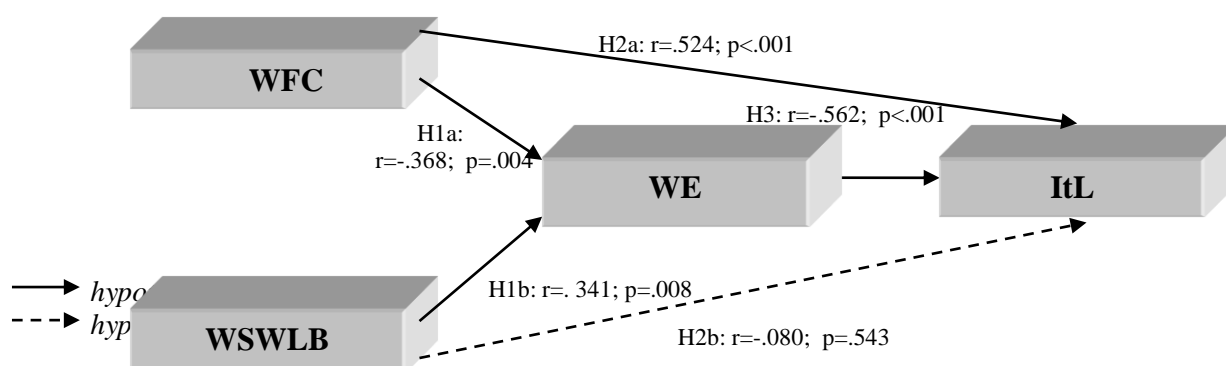 H2a: r=.524; p<.001
WFC
H3: r=-.562; p<.001
H1a:
r=-.368; p=.004
WE
ItL
H1b: r=. 341; p=.008
WSWLB
H2b: r=-.080; p=.543